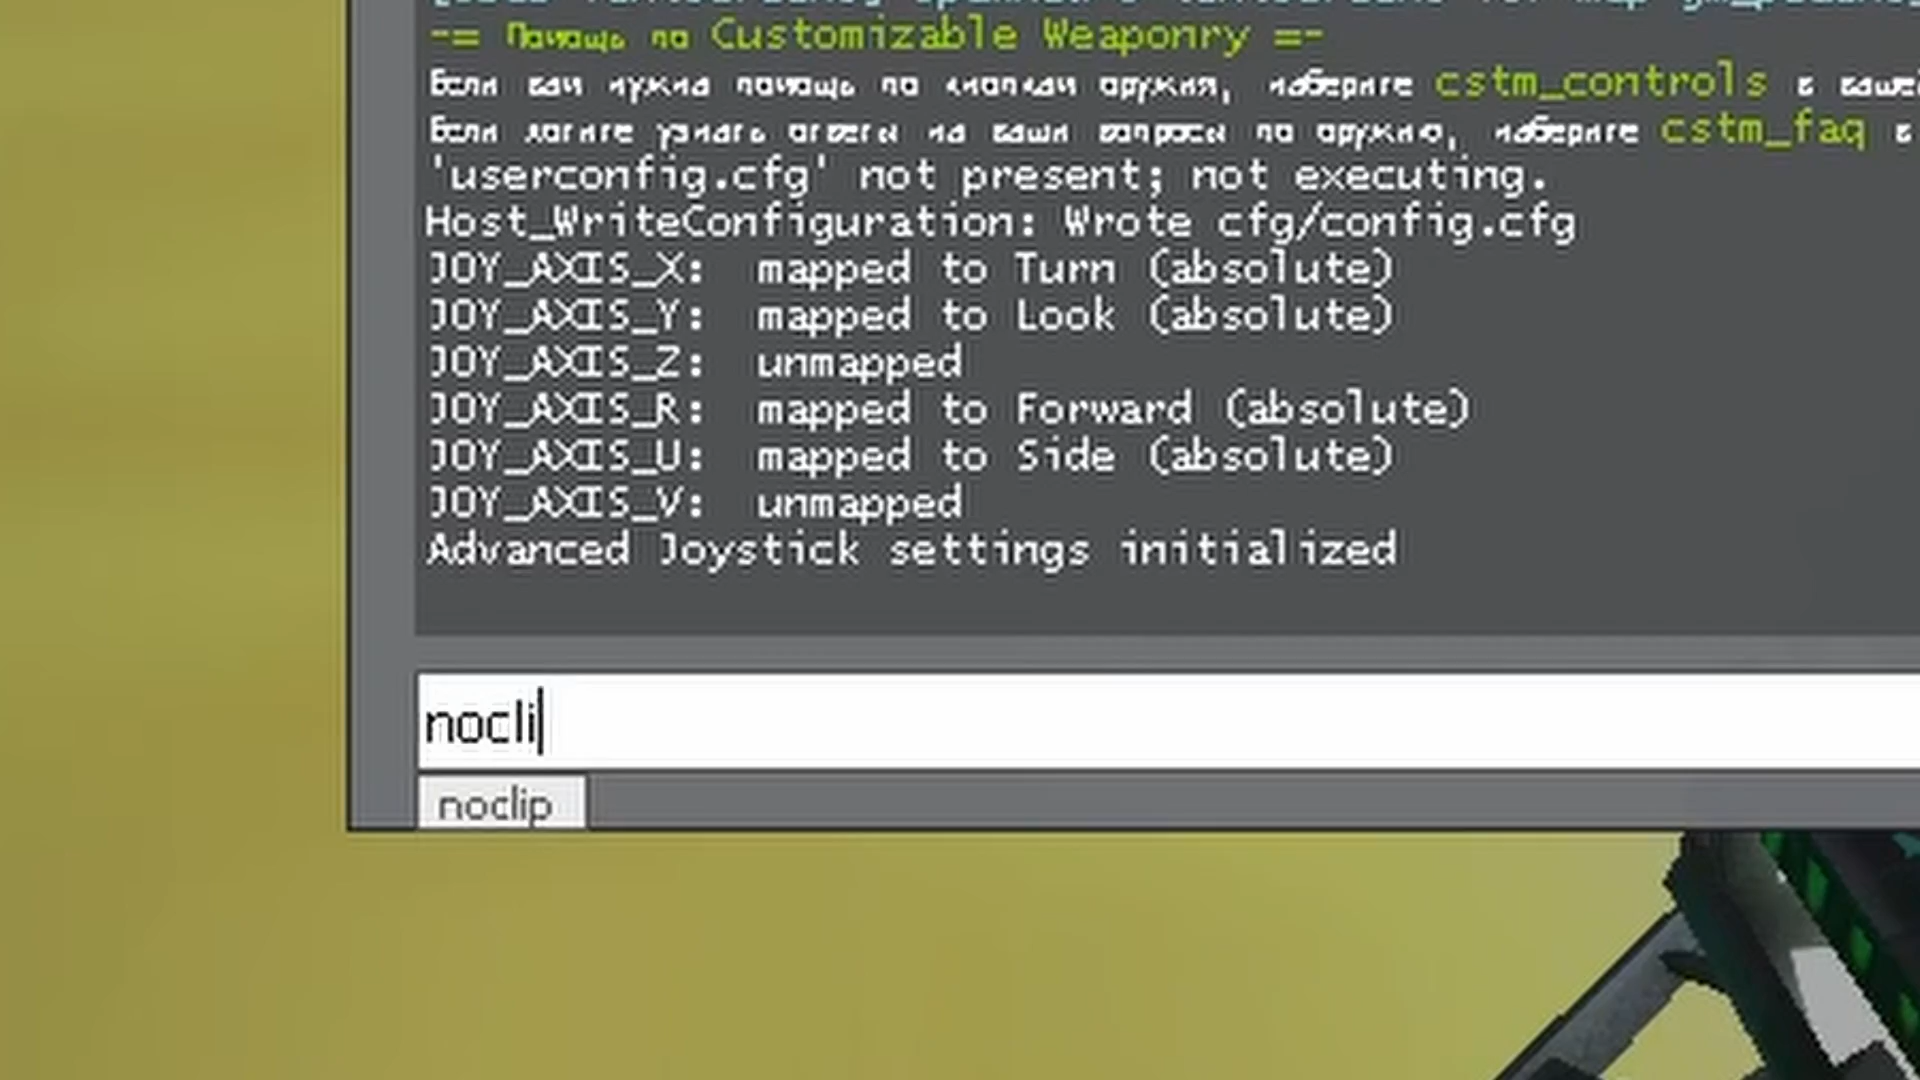 -= Помощь по Customizable Weaponry =-
Если вам нужна помощь по кнопкам оружия, наберите cstm_controls в
Если хотите узнать ответы на ваши вопросы по оружию, наберите cstm_faq в
'userconfig.cfg' not present; not executing.
Host_WriteConfiguration: Wrote cfg/config.cfg
JOY_AXIS_X:  mapped to Turn (absolute)
JOY_AXIS_Y:  mapped to Look (absolute)
JOY_AXIS_Z:  unmapped
JOY_AXIS_R:  mapped to Forward (absolute)
JOY_AXIS_U:  mapped to Side (absolute)
JOY_AXIS_V:  unmapped
Advanced Joystick settings initialized
nocli
noclip